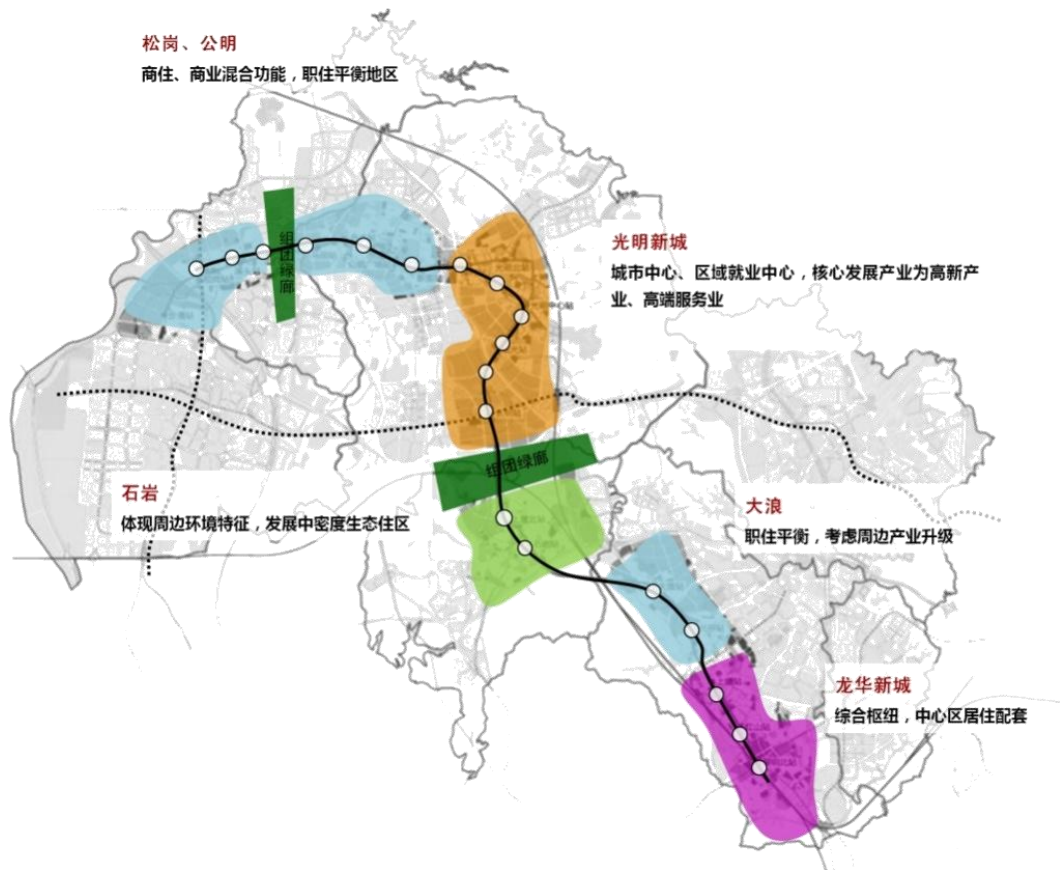 松岗、公明
商住、商业混合功能，职住平衡地区
组团绿廊
光明新城
城市中心、区域就业中心，核心发展产业为高新产
业、高端服务业
组团绿廊
石岩
体现周边环境特征，发展中密度生态住区
大浪
职住平衡，考虑周边产业升级
龙华新城
综合枢纽，中心区居住配套